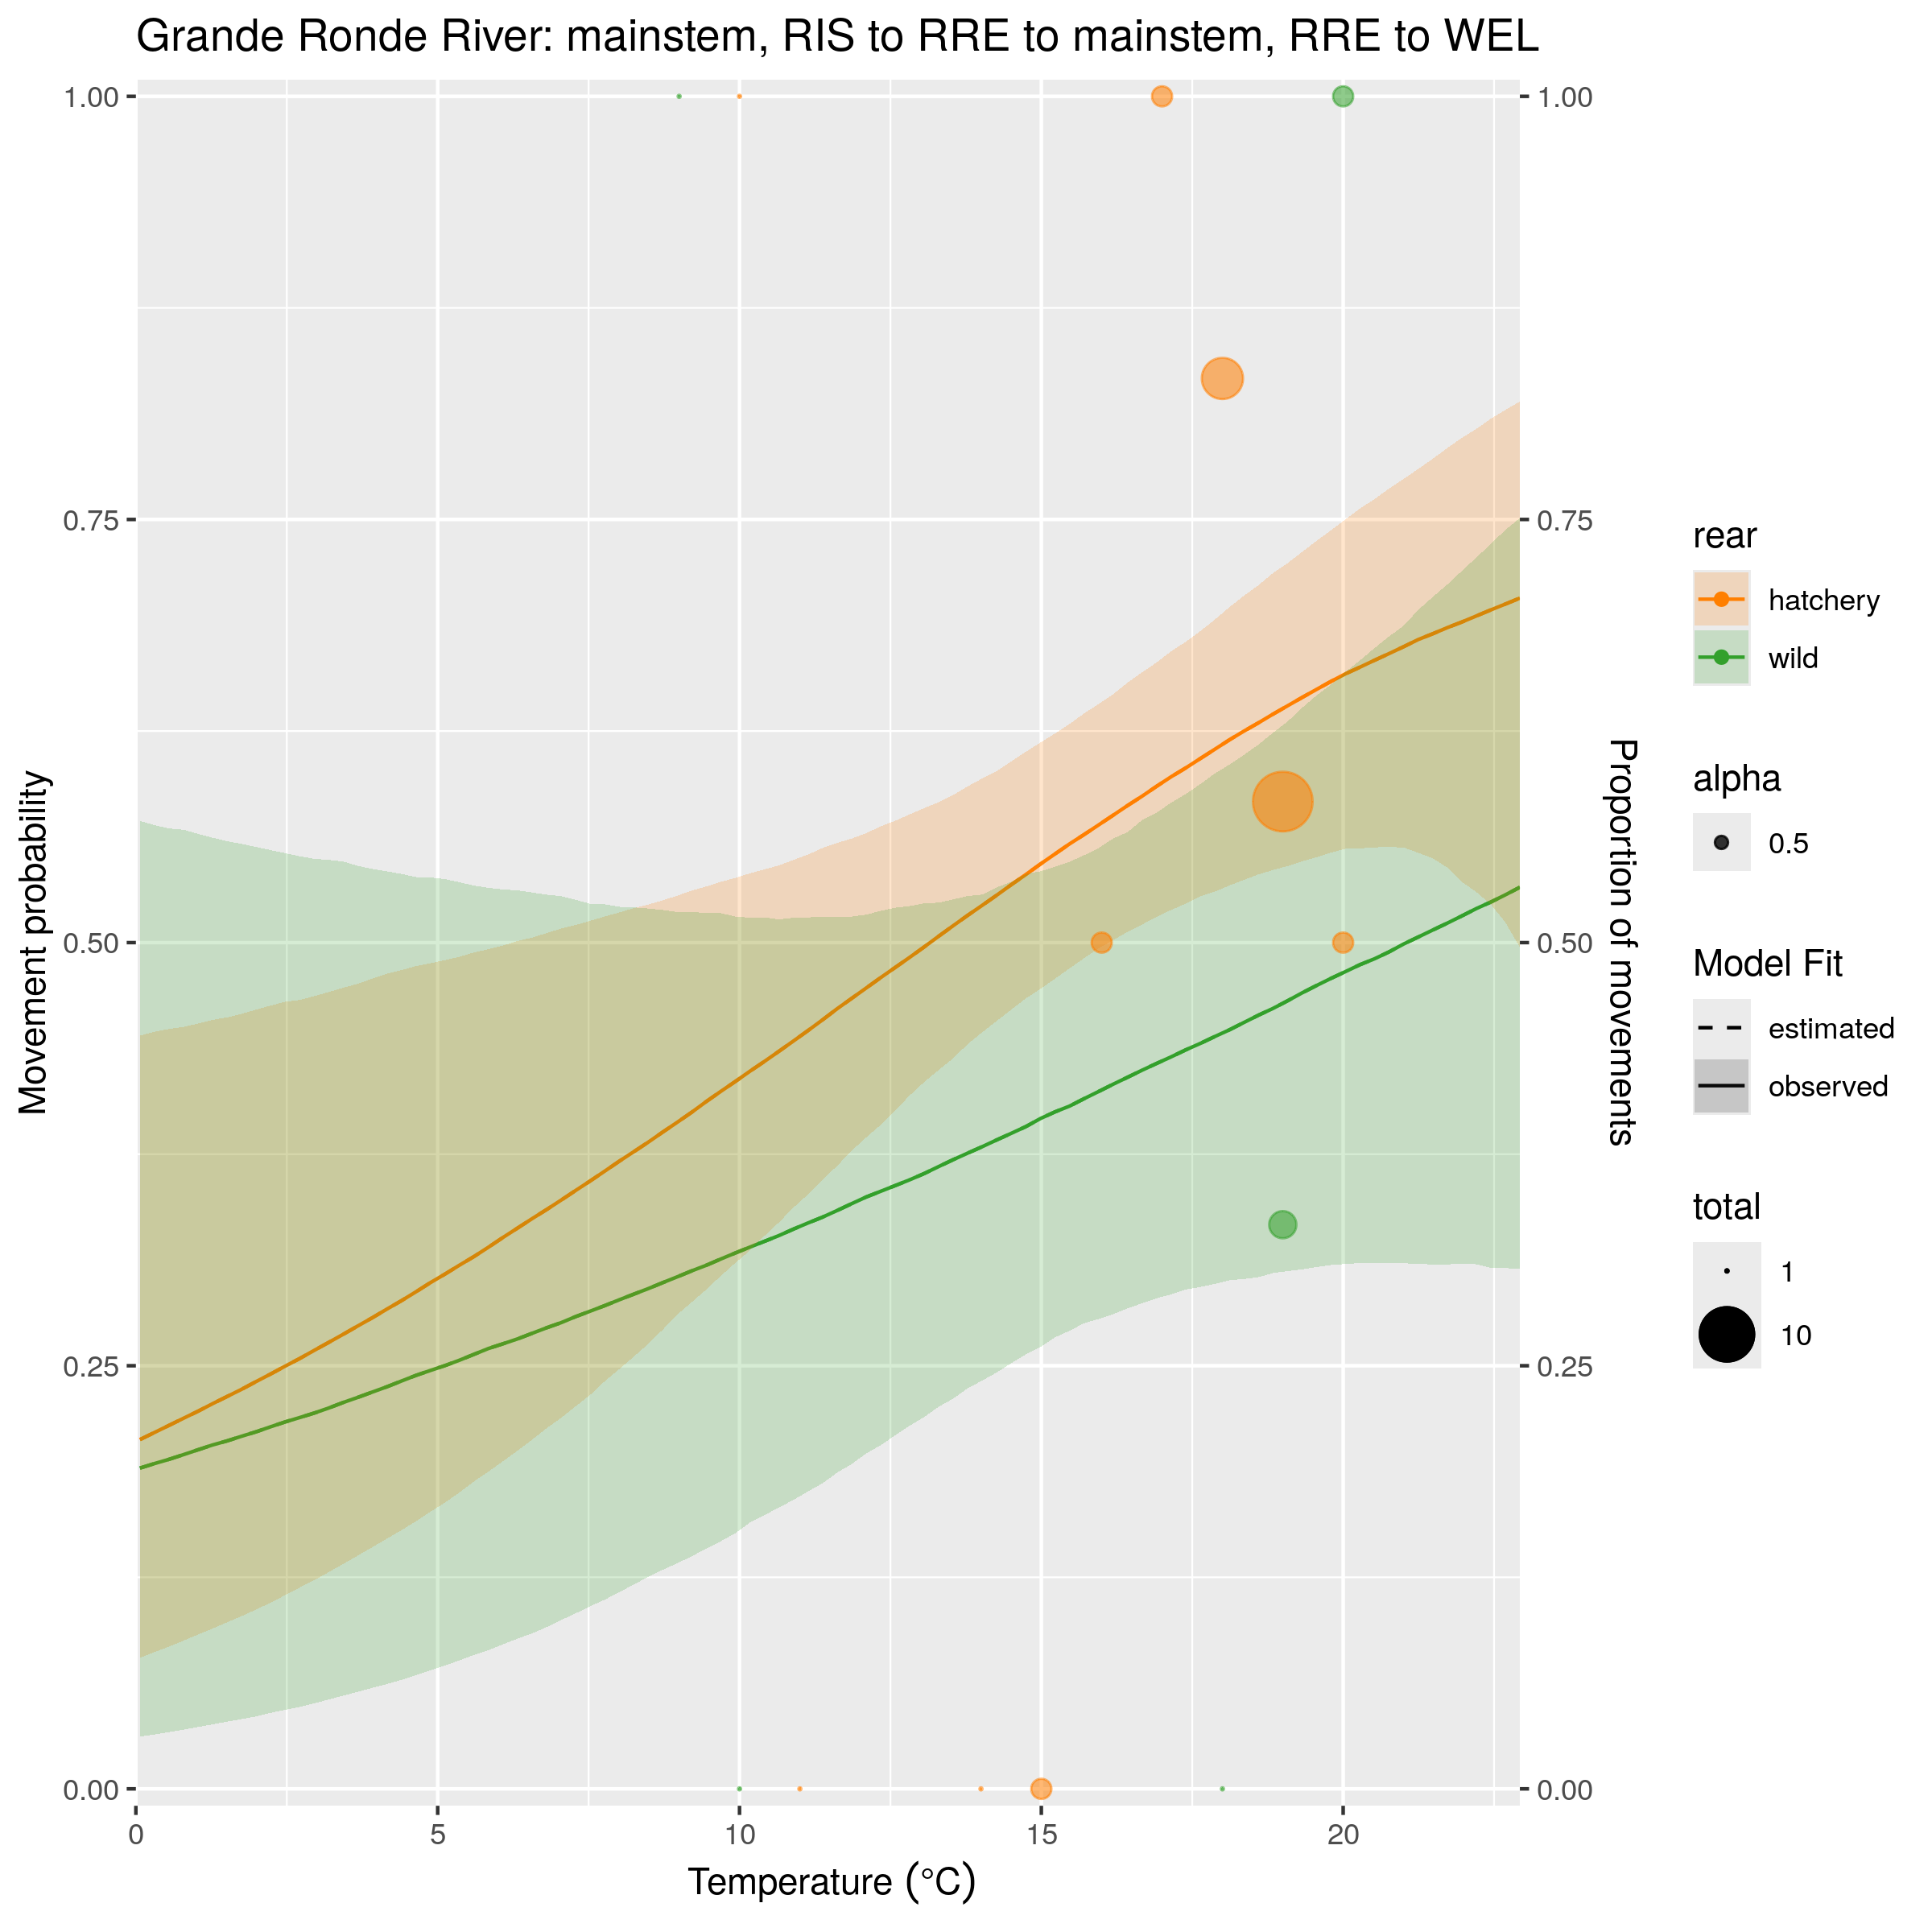 Grande Ronde River: mainstem, RIS to RRE to mainstem, RRE to WEL
1.00
0.75
0.50
0.25
0.00
Movement probability
0
5
10
15
20
Temperature (°C)
1.00
0.75
0.50
0.25
0.00
Proportion of movements
rear
hatchery
wild
alpha
0.5
Model Fit
estimated
observed
total
1
10